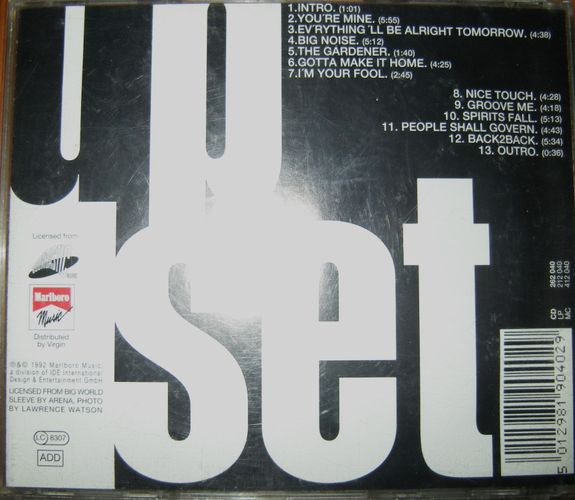 1.INTRO. (1:01)
2.YOU'RE MINE. (5:55)
3.EV'RYTHING ´LL BE ALRIGHT TOMORROW. (4:38)
4.BIG NOISE. (5:12)
5.THE GARDENER. (1:40)
6.GOTTA MAKE IT HOME. (4:25)
7.I'M YOUR FOOL. (2:45)
8. NICE TOUCH. (4:28)
9. GROOVE ME. (4:18)
10. SPIRITS FALL. (5:13)
11. PEOPLE SHALL GOVERN. (4:43)
12. BACK2BACK. (5:34)
13. OUTRO. (0:36)
up
set
Licensed from
Marlboro
Music
Distributed
by Virgin
℗&© 1992 Marlboro Music,
a division of IDE International
Design & Entertainment GmbH
LICENSED FROM BIG WORLD
SLEEVE BY ARENA, PHOTO
BY LAWRENCE WATSON
LC 8307
ADD
CD 262 040
LP 212 040
MC 412 040
5 012981 904029